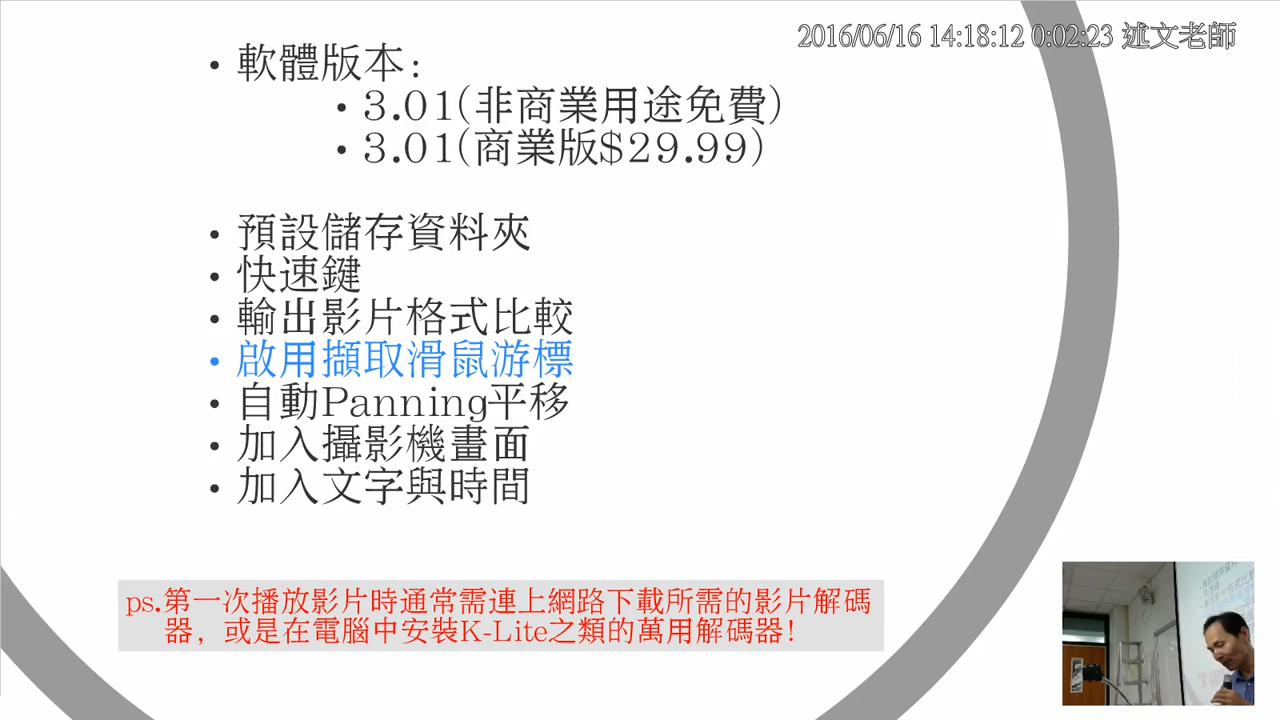 2016/06/16 14:18:12 0:02:23 述文老師
• 軟體版本:
• 3.01(非商業用途免費)
• 3.01(商業版$29.99)
• 預設儲存資料夾
• 快速鍵
• 輸出影片格式比較
• 啟用擷取滑鼠游標
• 自動Panning平移
• 加入攝影機畫面
• 加入文字與時間
ps.第一次播放影片時通常需連上網路下載所需的影片解碼
器，或是在電腦中安裝K-Lite之類的萬用解碼器!